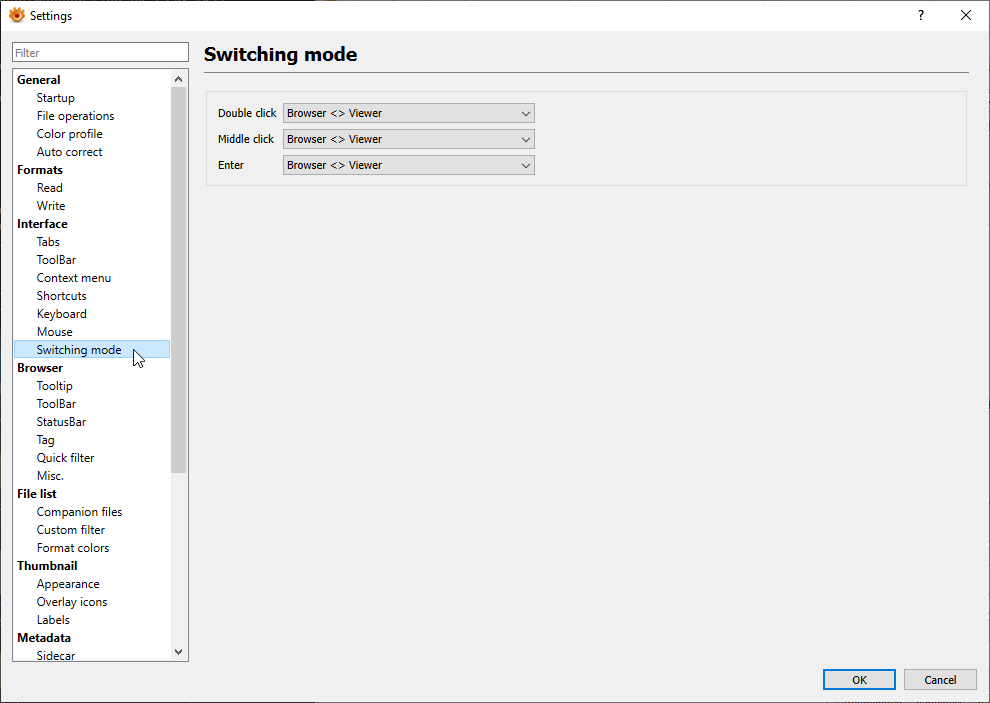 Settings
?
Filter
General
Startup
File operations
Color profile
Auto correct
Formats
Read
Write
Interface
Tabs
ToolBar
Context menu
Shortcuts
Keyboard
Mouse
Switching mode
Browser
Tooltip
ToolBar
StatusBar
Tag
Quick filter
Misc.
File list
Companion files
Custom filter
Format colors
Thumbnail
Appearance
Overlay icons
Labels
Metadata
Sidecar
Switching mode
Double click Browser <> Viewer
Middle click Browser <> Viewer
Enter Browser <> Viewer
OK Cancel